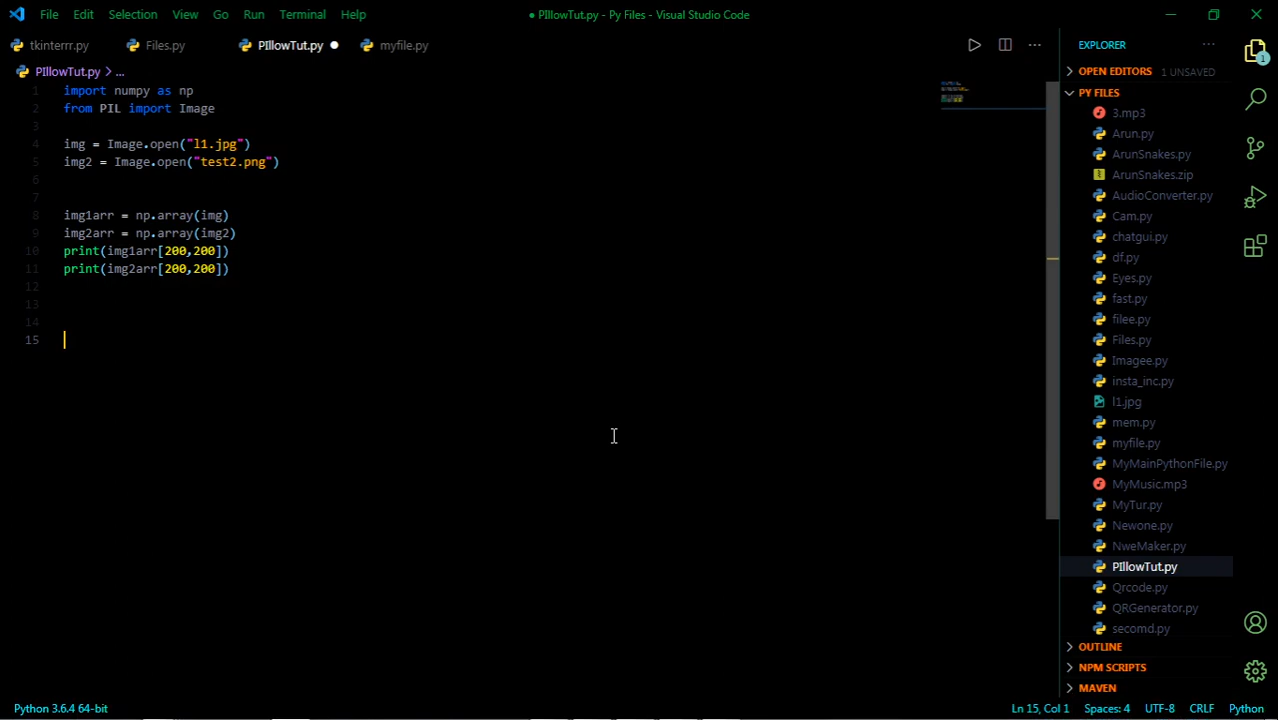 File Edit Selection View Go Run Terminal Help ● PIllowTut.py - Py Files - Visual Studio Code
tkinterrr.py Files.py PIllowTut.py ● myfile.py
PIllowTut.py > ...
1 import numpy as np
2 from PIL import Image
3
4 img = Image.open("l1.jpg")
5 img2 = Image.open("test2.png")
6
7
8 img1arr = np.array(img)
9 img2arr = np.array(img2)
10 print(img1arr[200,200])
11 print(img2arr[200,200])
12
13
14
15
EXPLORER ...
OPEN EDITORS 1 UNSAVED
PY FILES
3.mp3
Arun.py
ArunSnakes.py
ArunSnakes.zip
AudioConverter.py
Cam.py
chatgui.py
df.py
Eyes.py
fast.py
filee.py
Files.py
Imagee.py
insta_inc.py
l1.jpg
mem.py
myfile.py
MyMainPythonFile.py
MyMusic.mp3
MyTur.py
Newone.py
NweMaker.py
PIllowTut.py
Qrcode.py
QRGenerator.py
secomd.py
OUTLINE
NPM SCRIPTS
MAVEN
1
Python 3.6.4 64-bit Ln 15, Col 1 Spaces: 4 UTF-8 CRLF Python